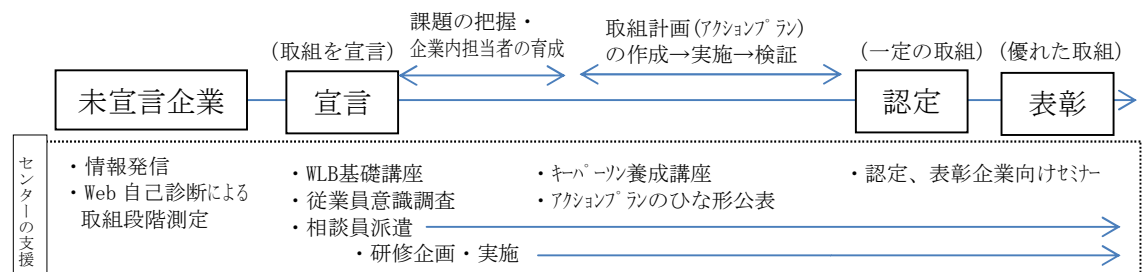 課題の把握・
企業内担当者の育成
取組計画(アクションプラン)
の作成→実施→検証
(取組を宣言)
(一定の取組)
(優れた取組)
未宣言企業
宣言
認定
表彰
センターの支援
・情報発信
・Web 自己診断による
取組段階測定
・WLB基礎講座
・従業員意識調査
・相談員派遣
・研修企画・実施
・キーパーソン養成講座
・アクションプランのひな形公表
・認定、表彰企業向けセミナー